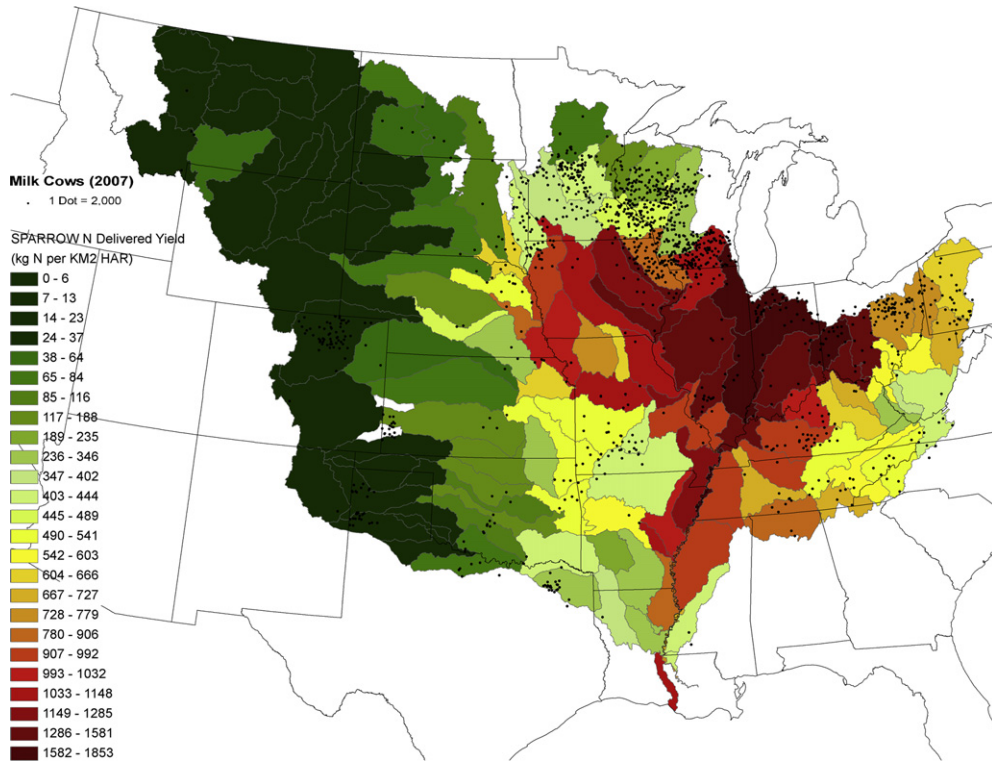 Milk Cows (2007)
. 1 Dot = 2,000
SPARROW N Delivered Yield
(kg N per KM2 HAR)
0 - 6
7 - 13
14 - 23
24 - 37
38 - 64
65 - 84
85 - 116
117 - 188
189 - 235
236 - 346
347 - 402
403 - 444
445 - 489
490 - 541
542 - 603
604 - 666
667 - 727
728 - 779
780 - 906
907 - 992
993 - 1032
1033 - 1148
1149 - 1285
1286 - 1581
1582 - 1853